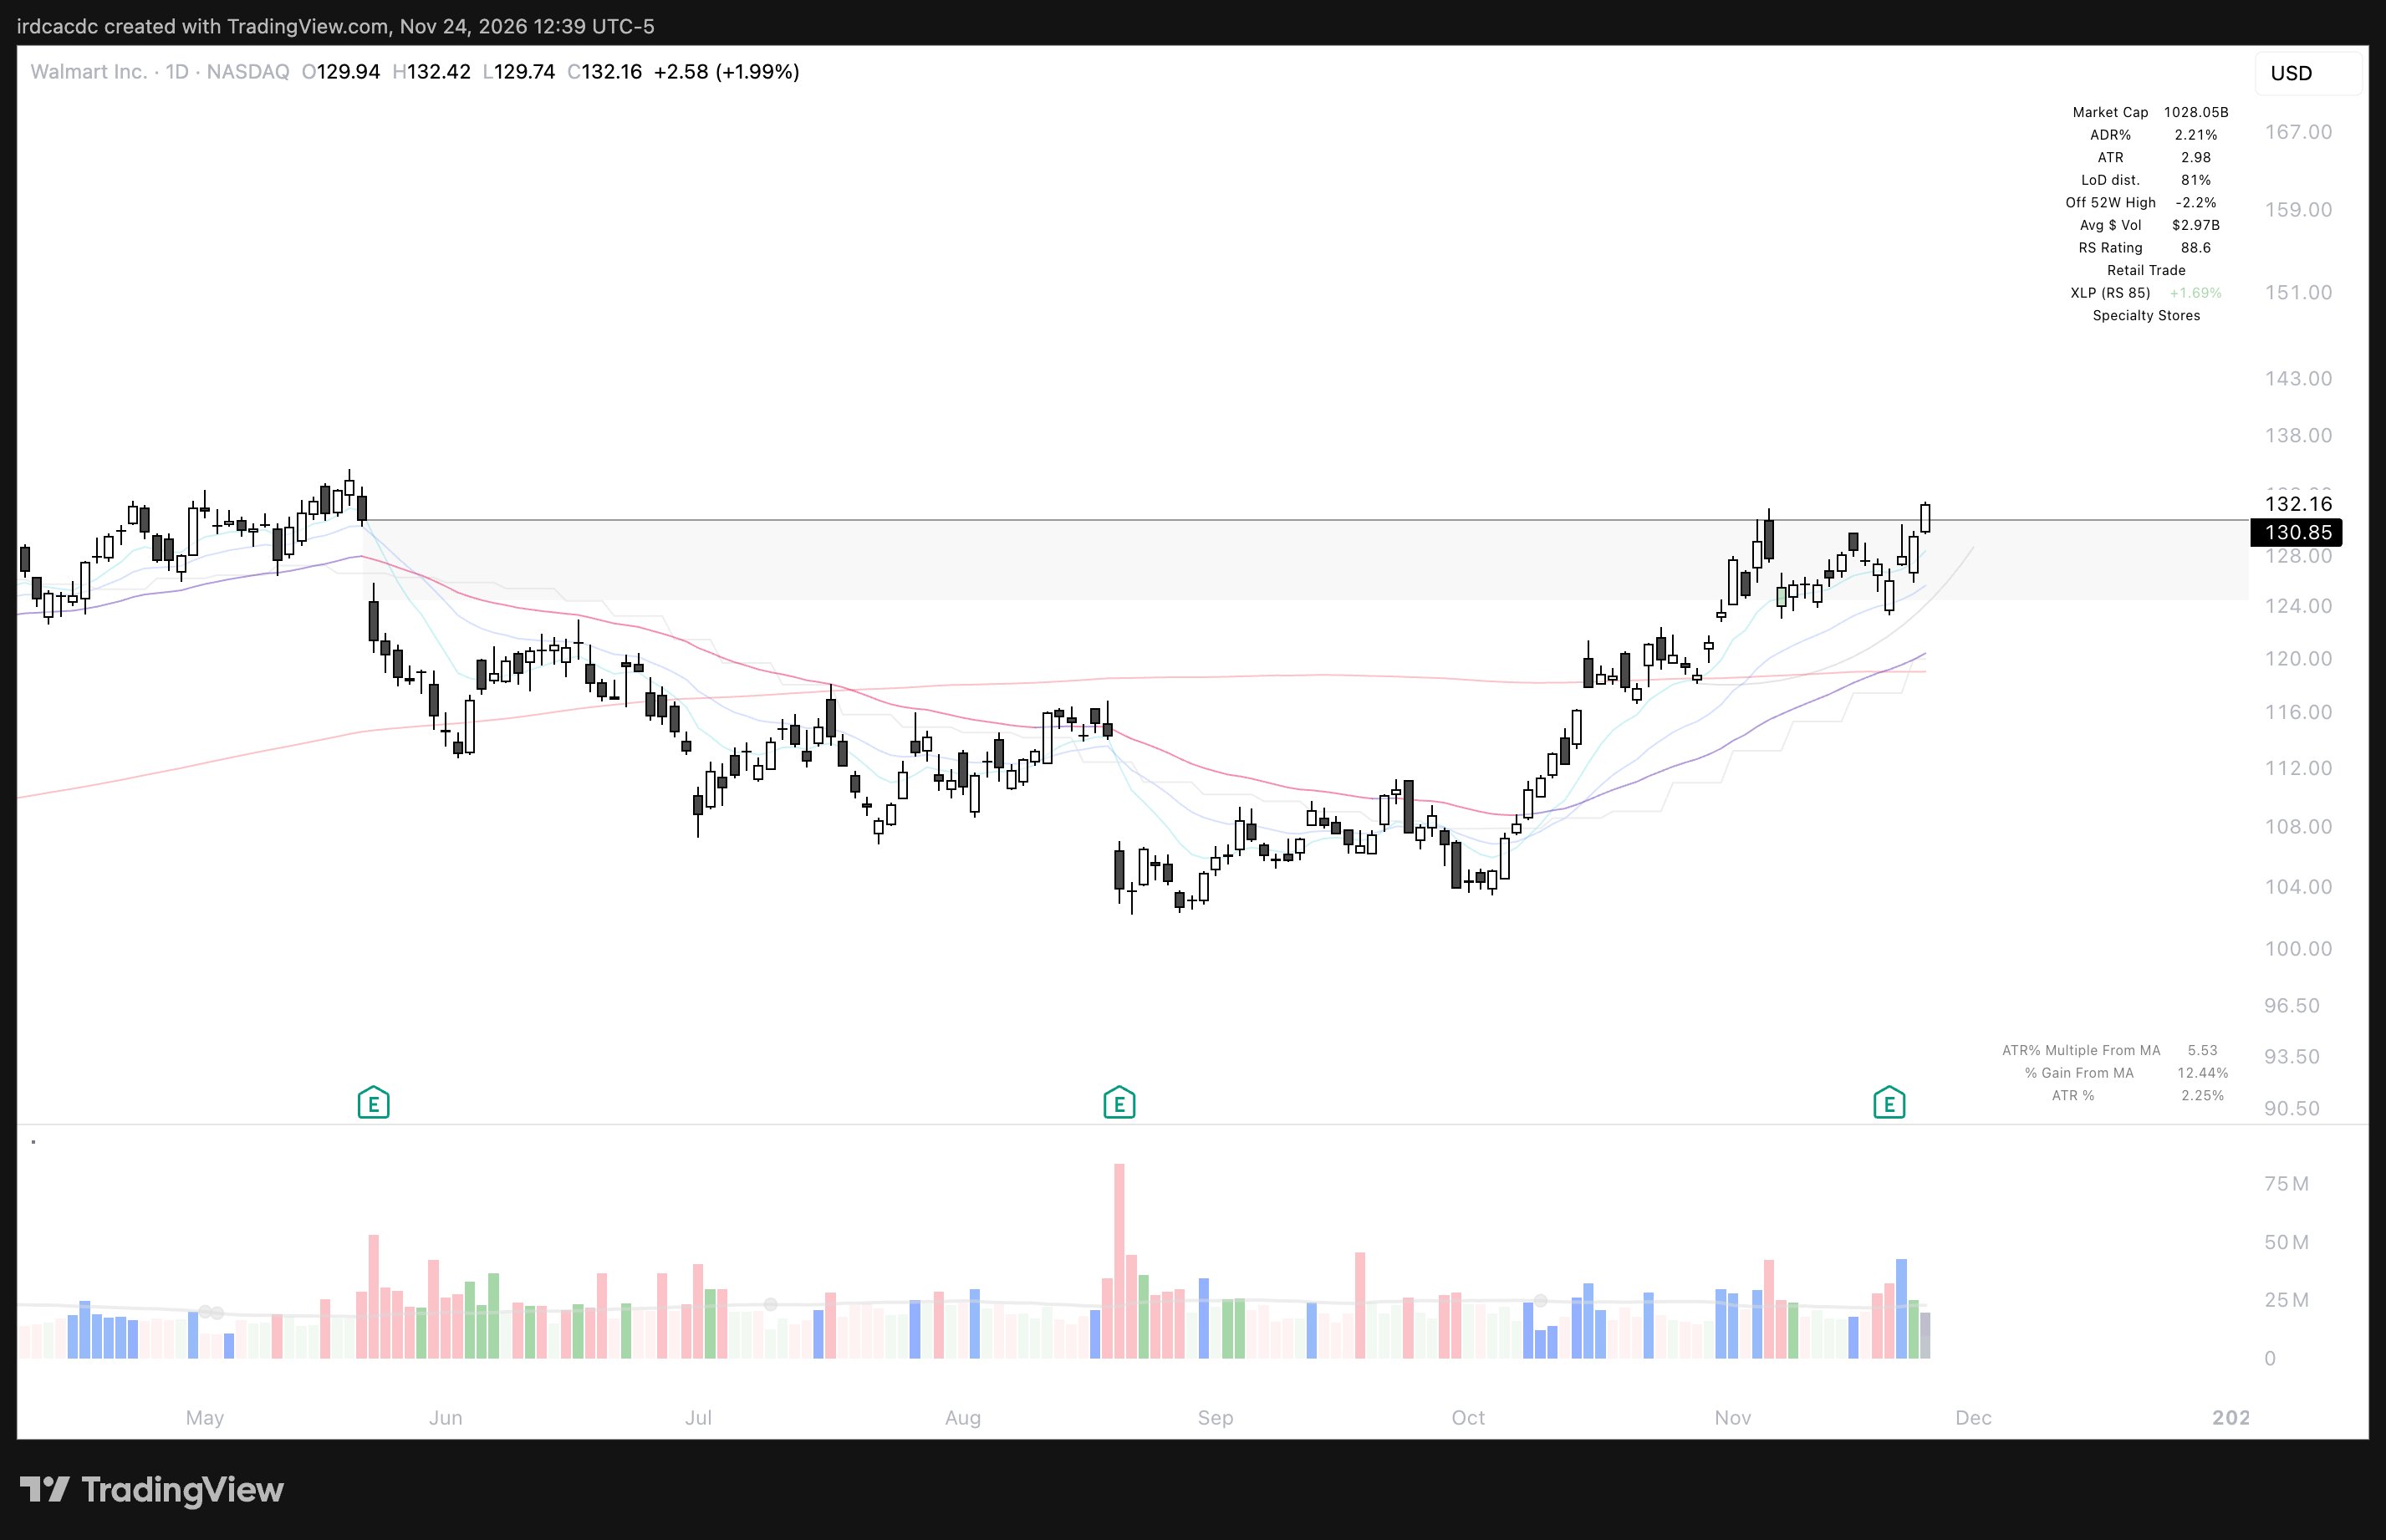 irdcacdc created with TradingView.com, Nov 24, 2026 12:39 UTC-5
Walmart Inc. · 1D · NASDAQ O129.94 H132.42 L129.74 C132.16 +2.58 (+1.99%)
USD
Market Cap 1028.05B
ADR% 2.21%
ATR 2.98
LoD dist. 81%
Off 52W High -2.2%
Avg $ Vol $2.97B
RS Rating 88.6
Retail Trade
XLP (RS 85) +1.69%
Specialty Stores
167.00
159.00
151.00
143.00
138.00
132.16
130.85
128.00
124.00
120.00
116.00
112.00
108.00
104.00
100.00
96.50
93.50
90.50
ATR% Multiple From MA 5.53
% Gain From MA 12.44%
ATR % 2.25%
E E E
75 M
50 M
25 M
0
May Jun Jul Aug Sep Oct Nov Dec 202
TradingView